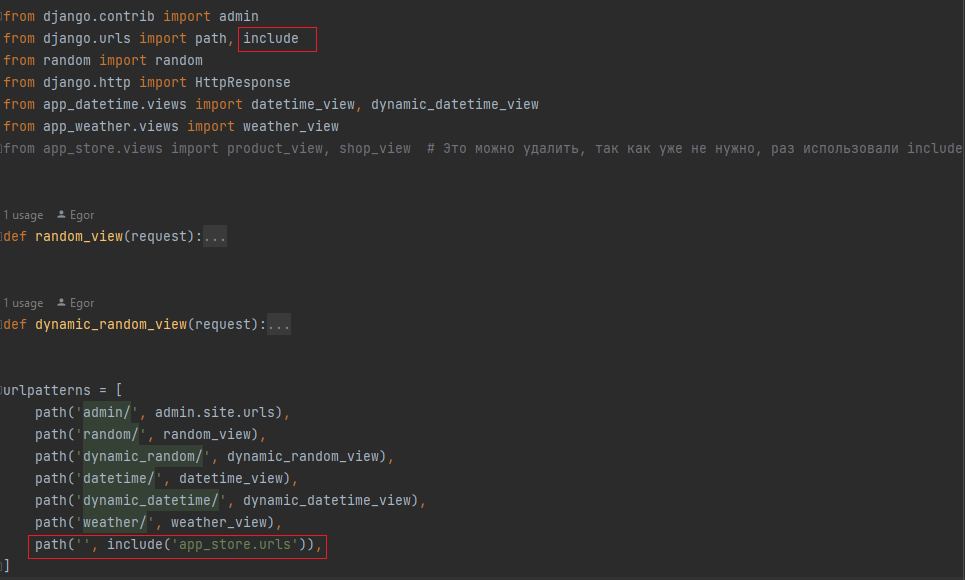 from django.contrib import admin
from django.urls import path, include
from random import random
from django.http import HttpResponse
from app_datetime.views import datetime_view, dynamic_datetime_view
from app_weather.views import weather_view
from app_store.views import product_view, shop_view  # Это можно удалить, так как уже не нужно, раз использовали include
1 usage Egor
def random_view(request):...
1 usage Egor
def dynamic_random_view(request):...
urlpatterns = [
    path('admin/', admin.site.urls),
    path('random/', random_view),
    path('dynamic_random/', dynamic_random_view),
    path('datetime/', datetime_view),
    path('dynamic_datetime/', dynamic_datetime_view),
    path('weather/', weather_view),
    path('', include('app_store.urls')),
]